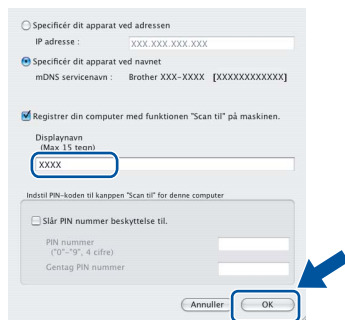 Specificér dit apparat ved adressen
IP adresse : XXX.XXX.XXX.XXX
Specificér dit apparat ved navnet
mDNS servicenavn : Brother XXX-XXXX [XXXXXXXXXXXX]
Registrer din computer med funktionen "Scan til" på maskinen.
Displaynavn
(Max 15 tegn)
XXXX
Indstil PIN-koden til kanppen "Scan til" for denne computer
Slår PIN nummer beskyttelse til.
PIN nummer
("0"-"9", 4 cifre)
Gentag PIN nummer
Annuller OK